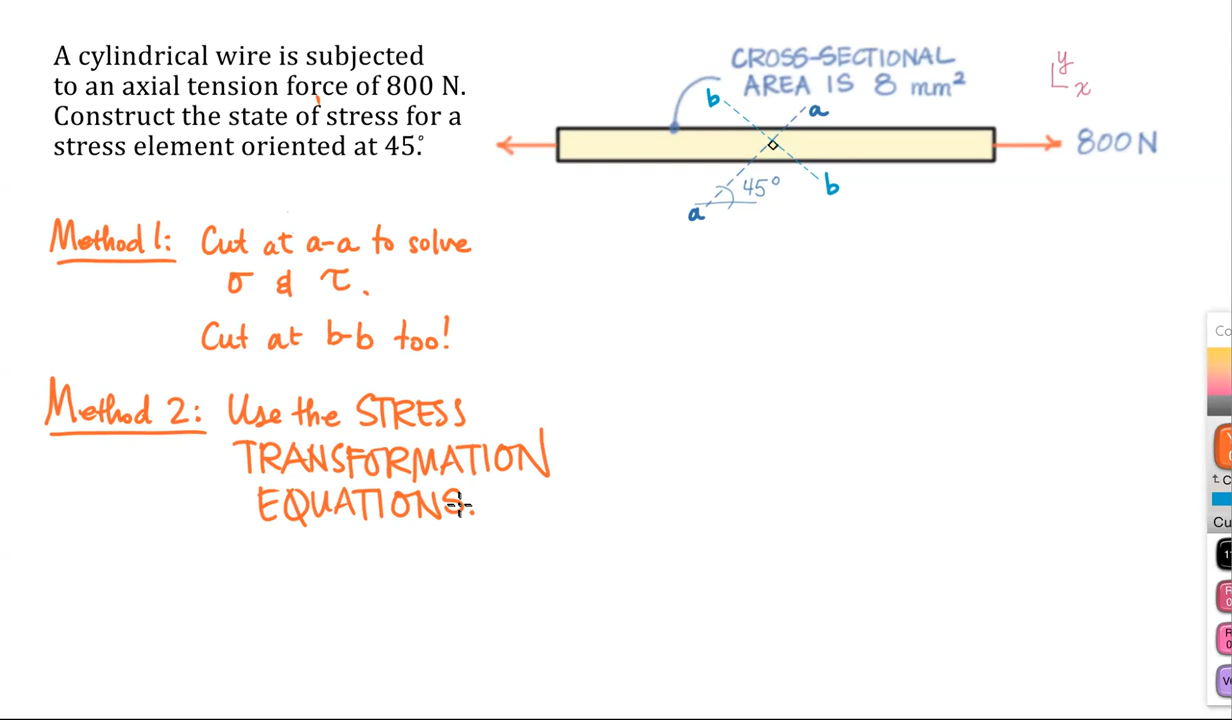 A cylindrical wire is subjected
to an axial tension force of 800 N.
Construct the state of stress for a
stress element oriented at 45°.
CROSS-SECTIONAL
AREA IS 8 mm²
y
x
b
a
800 N
45°
b
a
Method 1: Cut at a-a to solve
σ & τ.
Cut at b-b too!
Method 2: Use the STRESS
TRANSFORMATION
EQUATIONS.
Cu